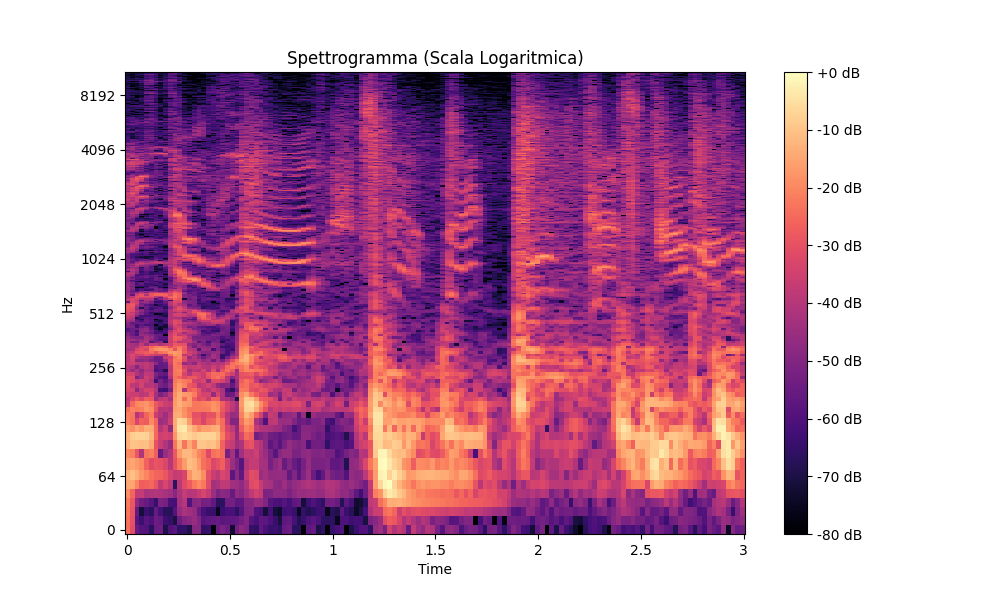 Spettrogramma (Scala Logaritmica)
Hz
8192
4096
2048
1024
512
256
128
64
0
0 0.5 1 1.5 2 2.5 3
Time
+0 dB
-10 dB
-20 dB
-30 dB
-40 dB
-50 dB
-60 dB
-70 dB
-80 dB